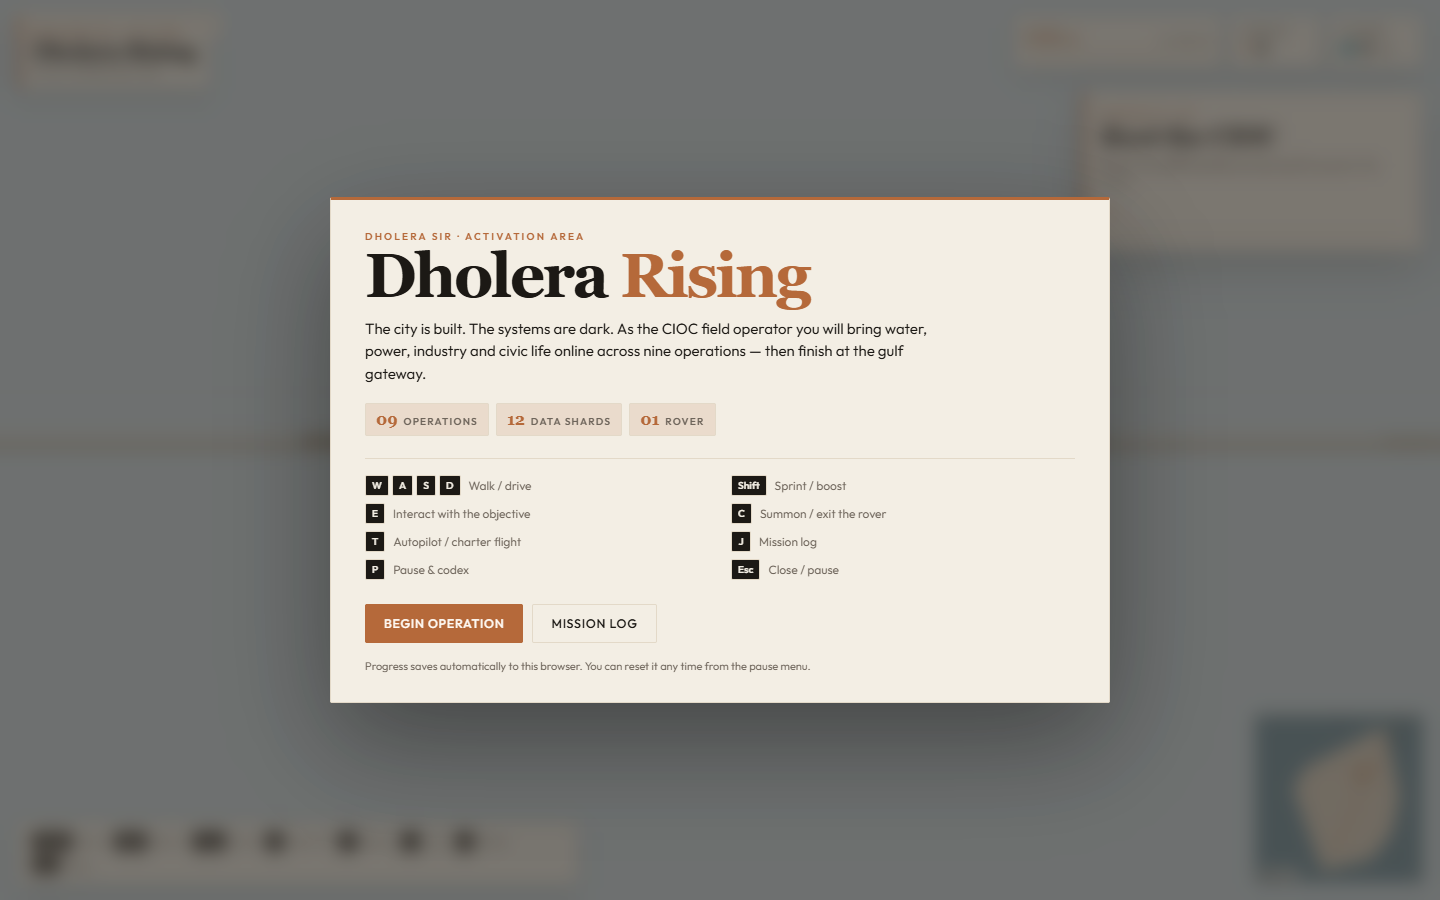 DHOLERA SIR · ACTIVATION AREA
Dholera Rising
The city is built. The systems are dark. As the CIOC field operator you will bring water,
power, industry and civic life online across nine operations — then finish at the gulf
gateway.
09 OPERATIONS 12 DATA SHARDS 01 ROVER
W A S D Walk / drive Shift Sprint / boost
E Interact with the objective C Summon / exit the rover
T Autopilot / charter flight J Mission log
P Pause & codex Esc Close / pause
BEGIN OPERATION MISSION LOG
Progress saves automatically to this browser. You can reset it any time from the pause menu.